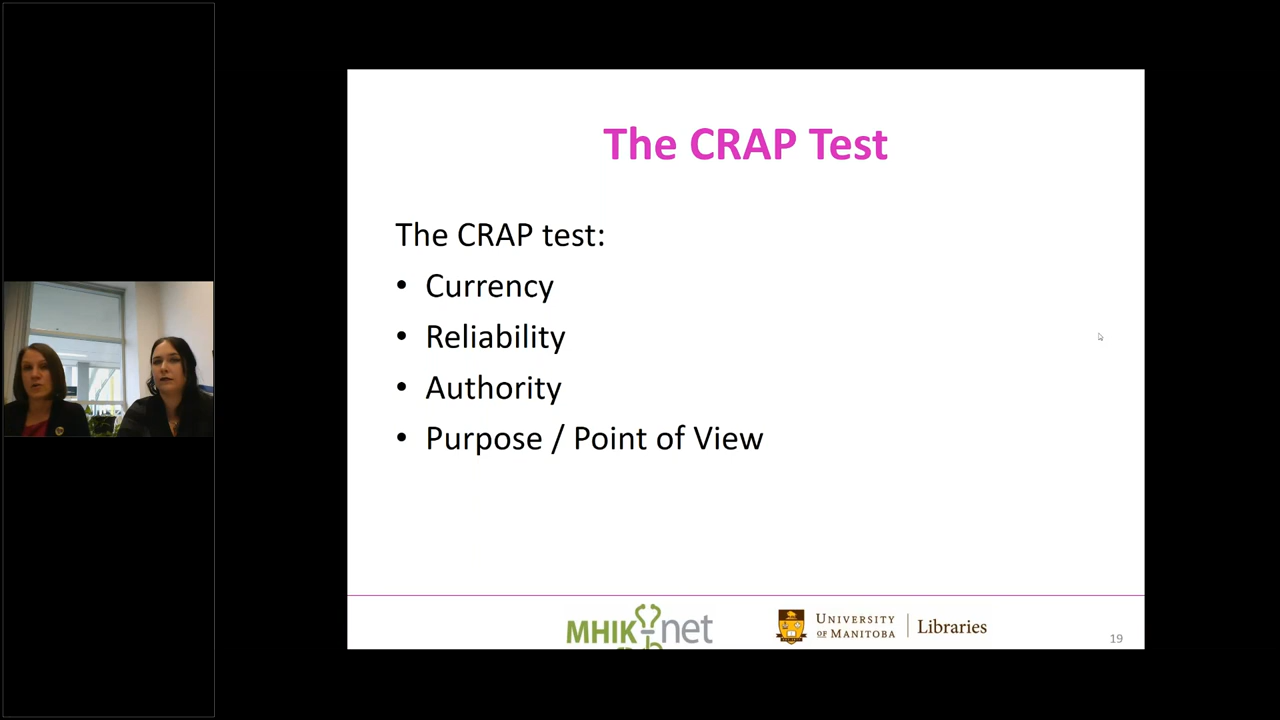 The CRAP Test
The CRAP test:
• Currency
• Reliability
• Authority
• Purpose / Point of View
MHIK-net
UNIVERSITY
OF MANITOBA
Libraries
19